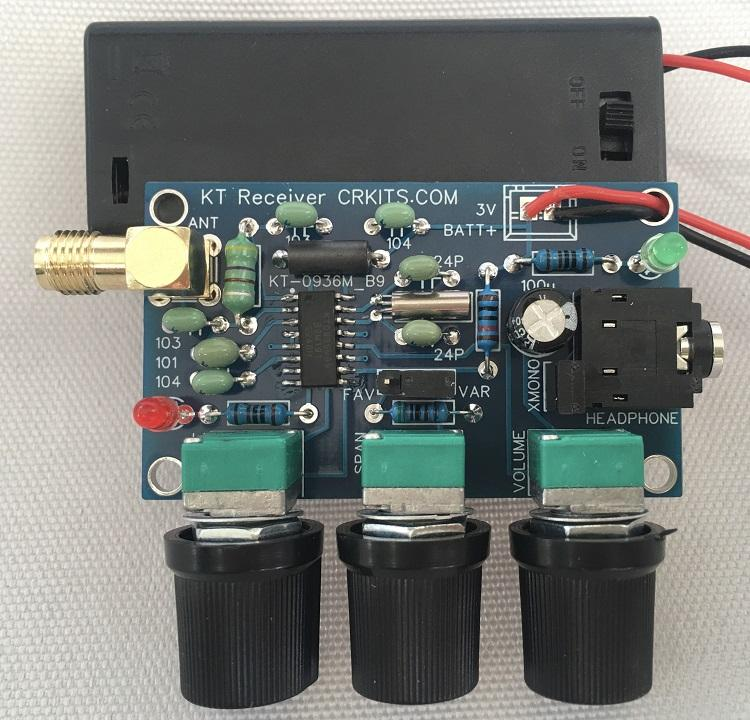 OFF
ON
KT Receiver CRKITS.COM
ANT
3V
BATT+
103
104
24P
KT-0936M_B9
100u
103
101
104
24P
FAV
VAR
XMONO
HEADPHONE
SPAN
VOLUME